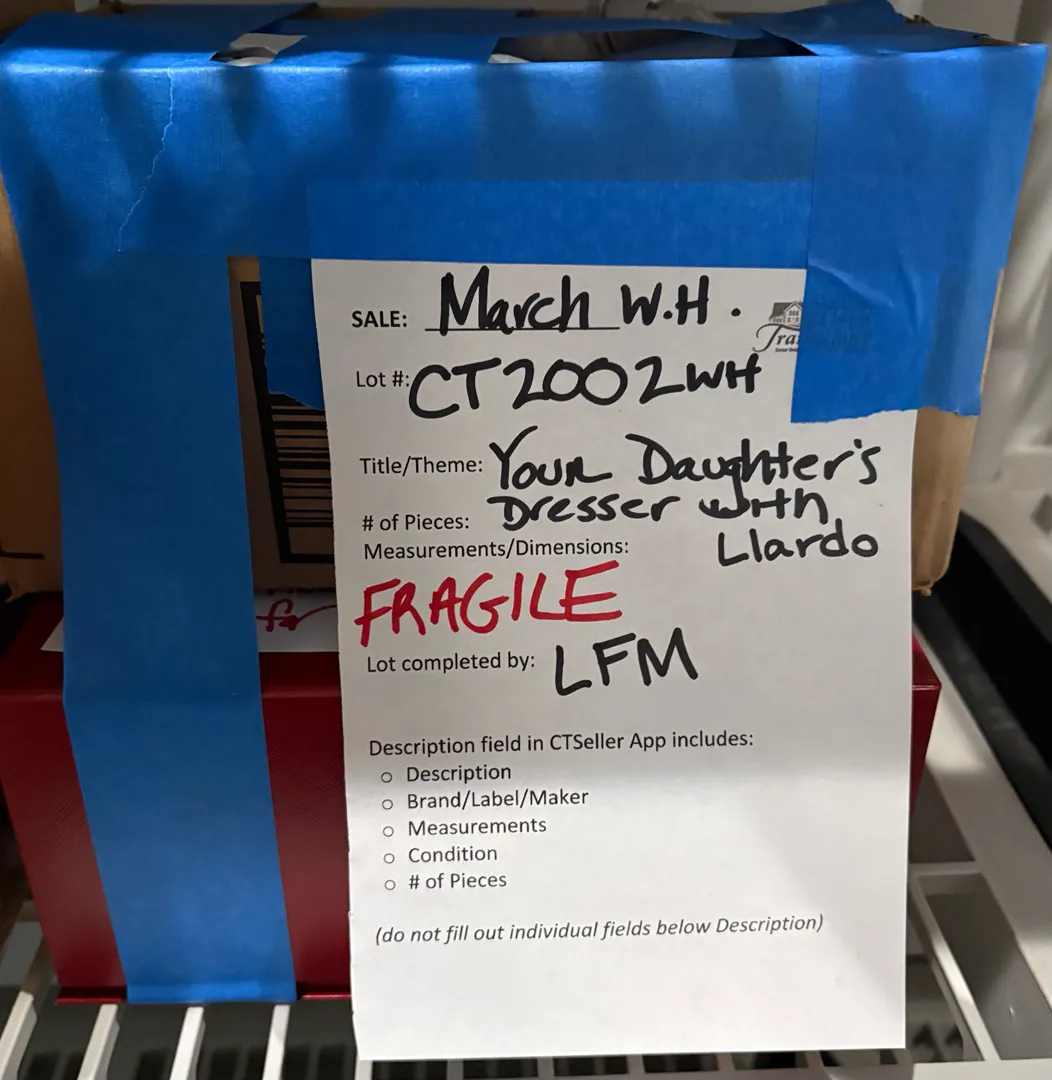 SALE: March W.H.
Lot #: CT2002WH
Title/Theme: Your Daughter's
Dresser with
# of Pieces:
Llardo
Measurements/Dimensions:
FRAGILE
Lot completed by: LFM
Description field in CTSeller App includes:
o Description
o Brand/Label/Maker
o Measurements
o Condition
o # of Pieces
(do not fill out individual fields below Description)